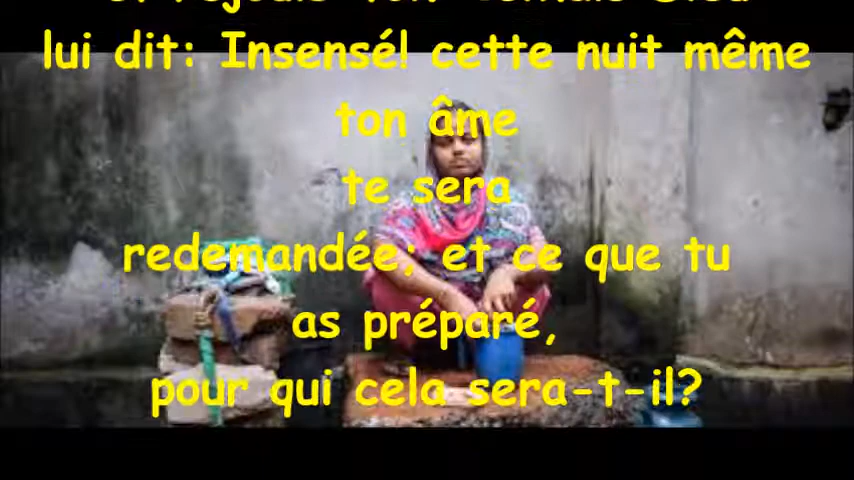 lui dit: Insensé! cette nuit même
ton âme
te sera
redemandée; et ce que tu
as préparé,
pour qui cela sera-t-il?